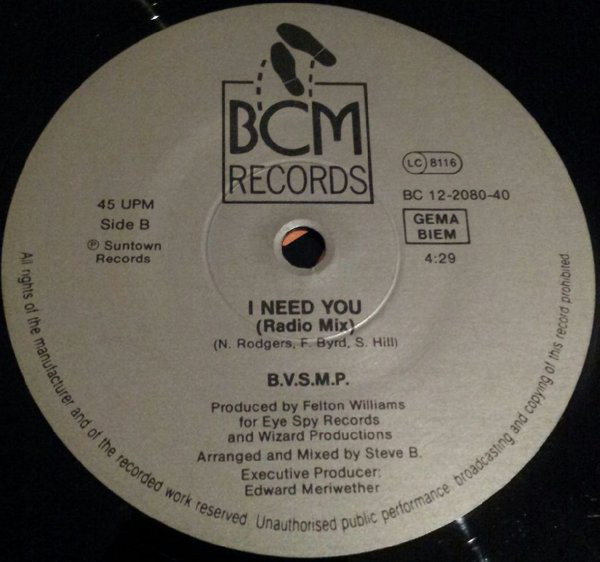 BCM
RECORDS
LC 8116
BC 12-2080-40
GEMA
BIEM
4:29
45 UPM
Side B
℗ Suntown
Records
I NEED YOU
(Radio Mix)
(N. Rodgers, F. Byrd, S. Hill)
B.V.S.M.P.
Produced by Felton Williams
for Eye Spy Records
and Wizard Productions
Arranged and Mixed by Steve B.
Executive Producer:
Edward Meriwether
All rights of the manufacturer and of the recorded work reserved. Unauthorised public performance, broadcasting and copying of this record prohibited